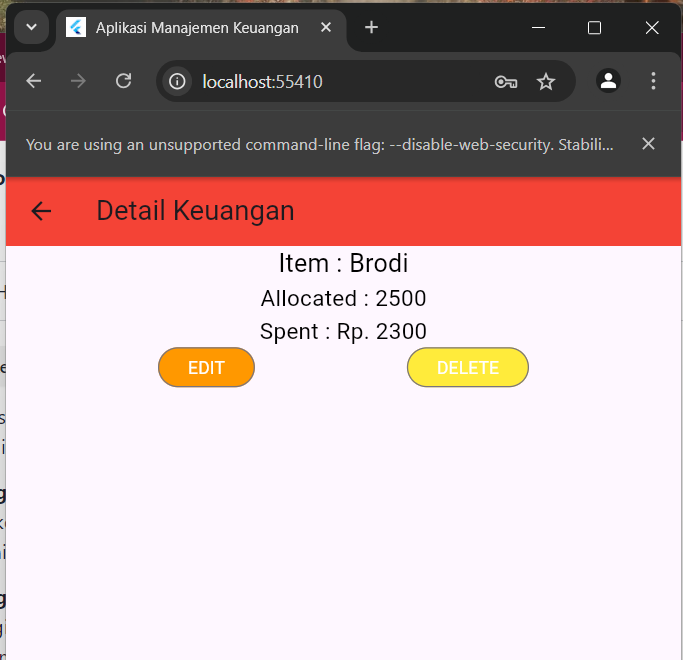 Aplikasi Manajemen Keuangan
localhost:55410
You are using an unsupported command-line flag: --disable-web-security. Stabili...
Detail Keuangan
Item : Brodi
Allocated : 2500
Spent : Rp. 2300
EDIT DELETE